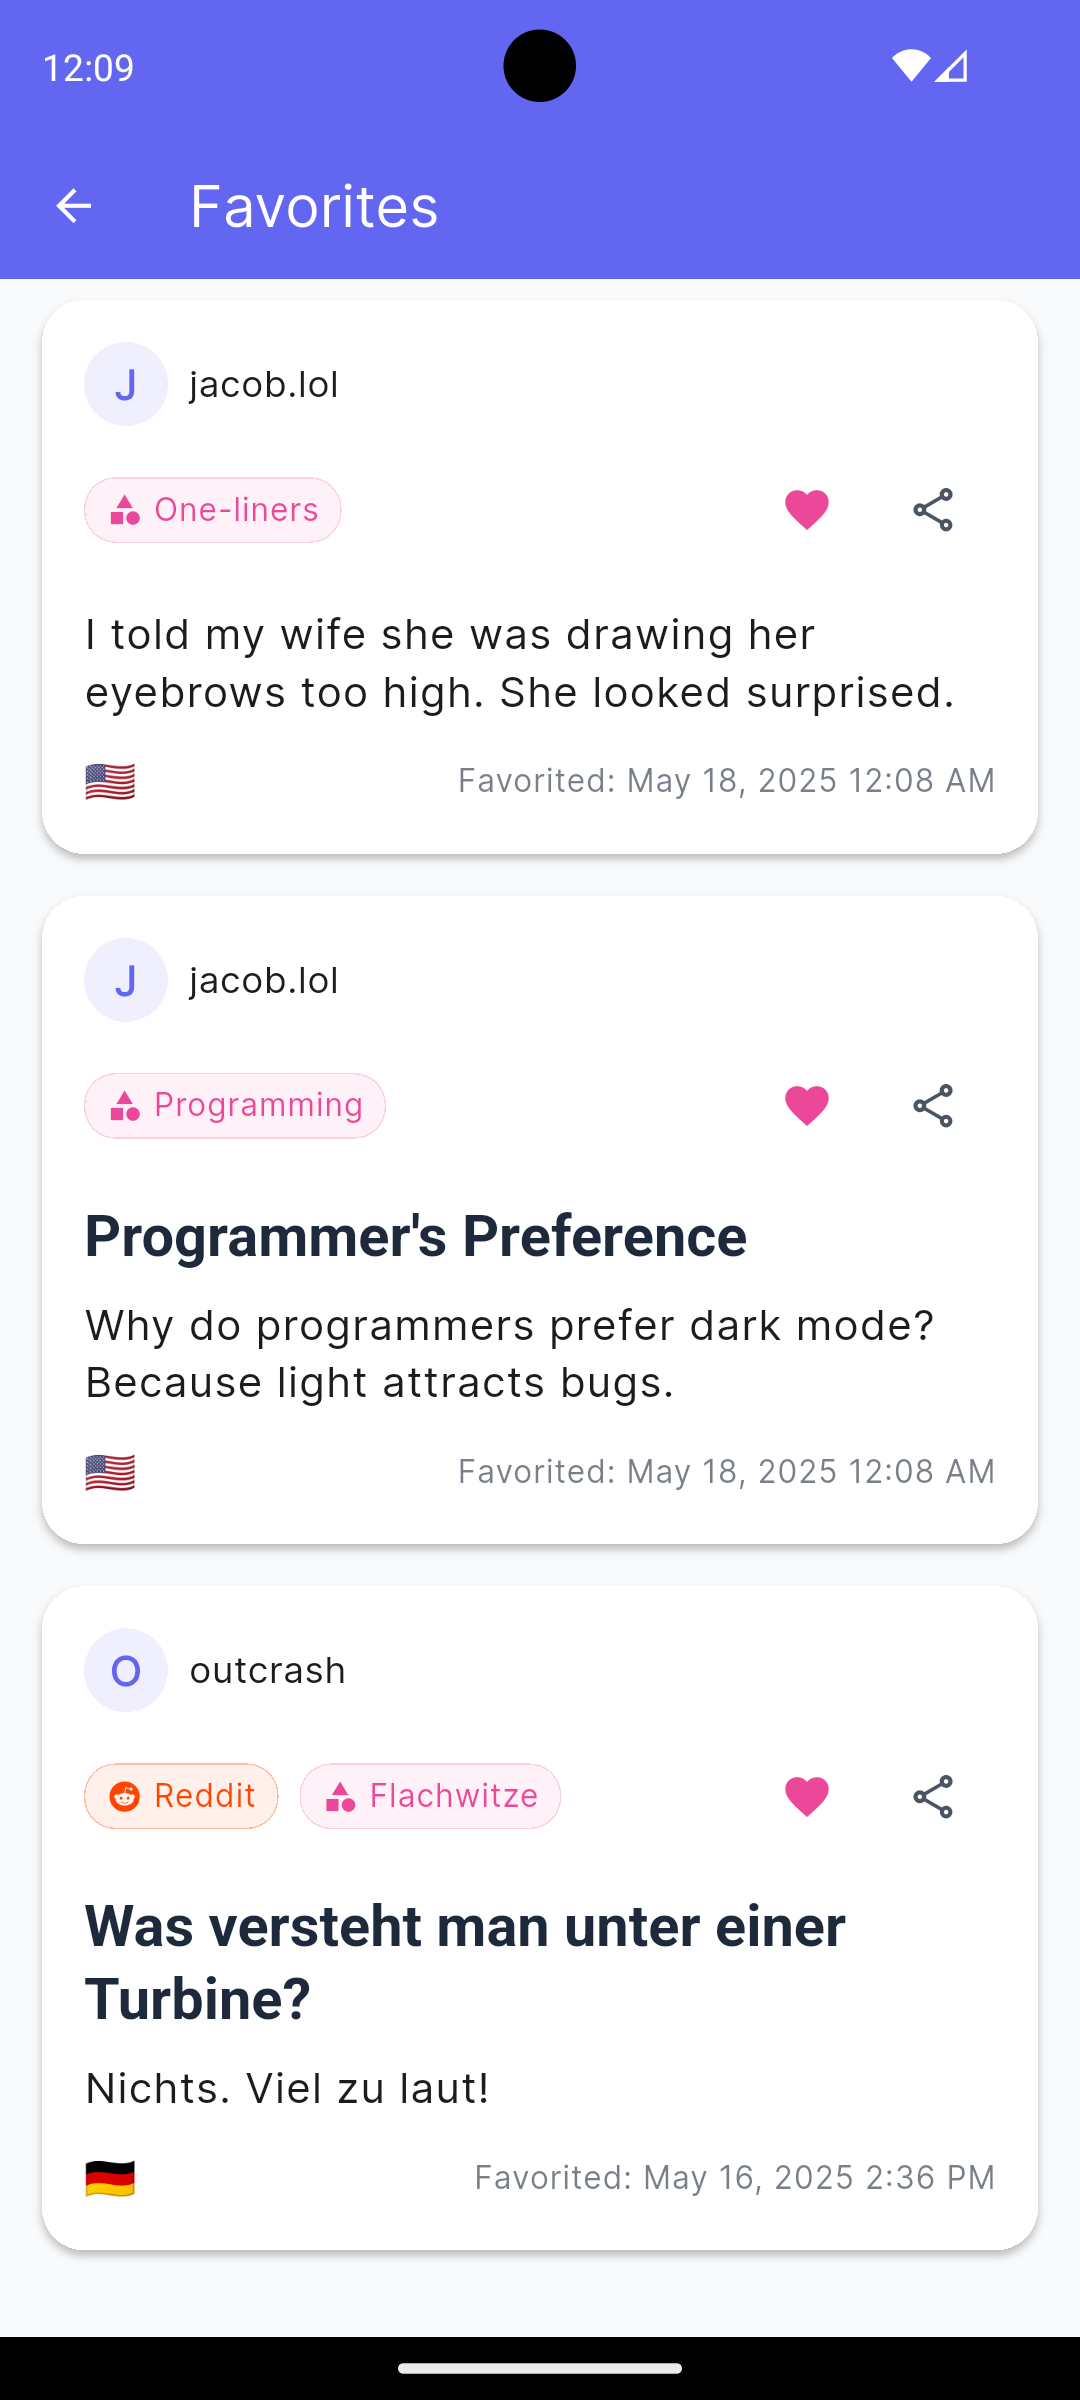 12:09
Favorites
J
jacob.lol
One-liners
I told my wife she was drawing her
eyebrows too high. She looked surprised.
Favorited: May 18, 2025 12:08 AM
J
jacob.lol
Programming
Programmer's Preference
Why do programmers prefer dark mode?
Because light attracts bugs.
Favorited: May 18, 2025 12:08 AM
O
outcrash
Reddit
Flachwitze
Was versteht man unter einer
Turbine?
Nichts. Viel zu laut!
Favorited: May 16, 2025 2:36 PM